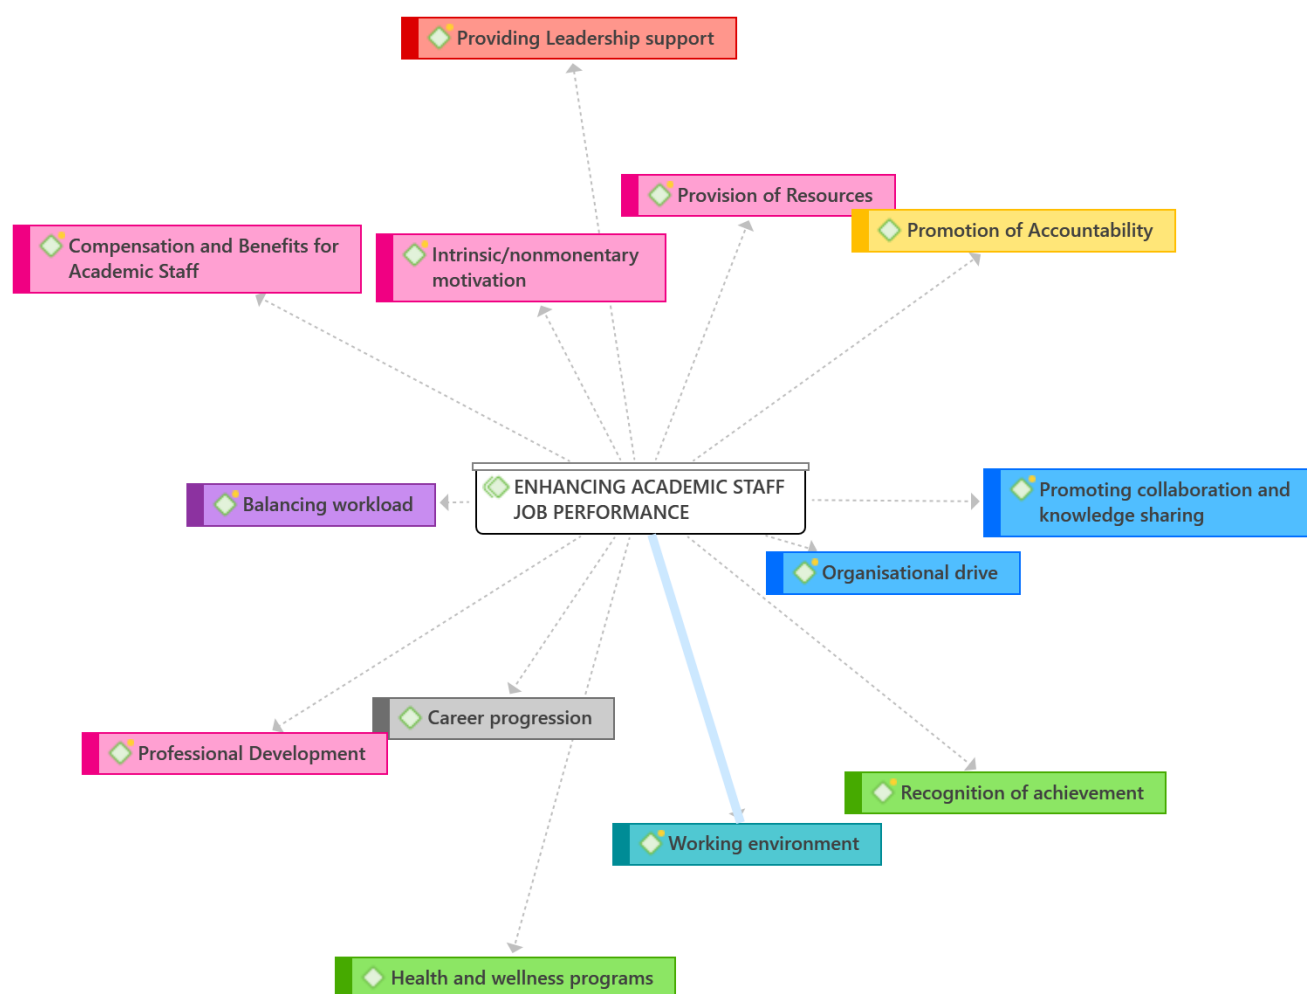 Providing Leadership support
Provision of Resources
Promotion of Accountability
Compensation and Benefits for
Academic Staff
Intrinsic/nonmonentary
motivation
ENHANCING ACADEMIC STAFF
JOB PERFORMANCE
Balancing workload
Promoting collaboration and
knowledge sharing
Organisational drive
Career progression
Professional Development
Recognition of achievement
Working environment
Health and wellness programs